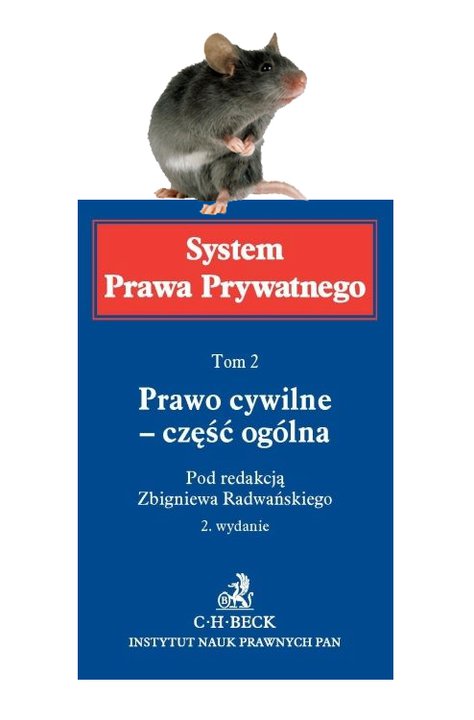 System
Prawa Prywatnego
Tom 2
Prawo cywilne
– część ogólna
Pod redakcją
Zbigniewa Radwańskiego
2. wydanie
B
C·H·BECK
INSTYTUT NAUK PRAWNYCH PAN